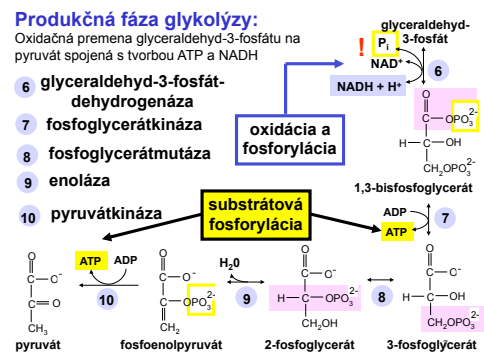 Produkčná fáza glykolýzy:
Oxidačná premena glyceraldehyd-3-fosfátu na
pyruvát spojená s tvorbou ATP a NADH
6 glyceraldehyd-3-fosfát-
dehydrogenáza
7 fosfoglycerátkináza
8 fosfoglycerátmutáza
9 enoláza
10 pyruvátkináza
glyceraldehyd-
3-fosfát
! Pi
NAD+
6
NADH + H+
oxidácia a
fosforylácia
O
C—OPO3 2-
H—C—OH
CH2OPO3 2-
1,3-bisfosfoglycerát
substrátová
fosforylácia
ADP
7
ATP
O
C—O-
C=O
CH3
pyruvát
ATP
ADP
10
O
C—O-
C—OPO3 2-
CH2
fosfoenolpyruvát
H20
9
O
C—O-
H—C—OPO3 2-
CH2OH
2-fosfoglycerát
8
O
C—O-
H—C—OH
CH2OPO3 2-
3-fosfoglycerát